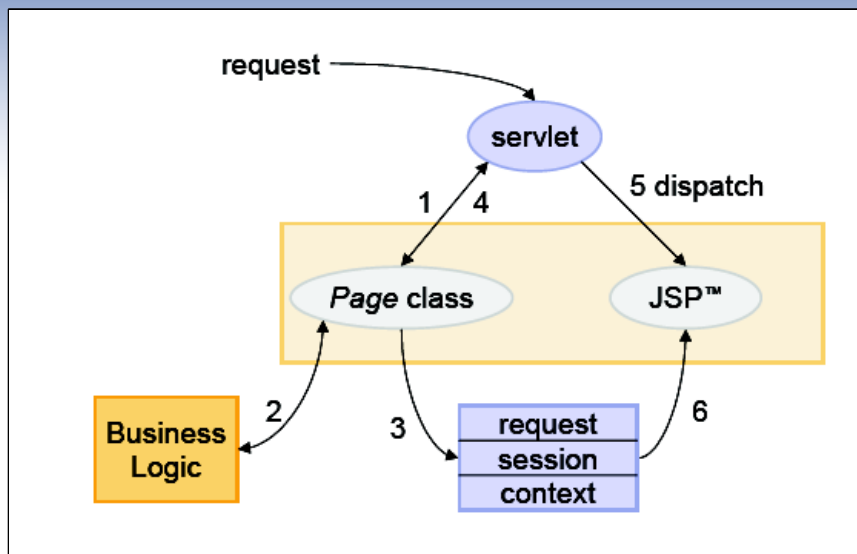 request
servlet
1
4
5 dispatch
Page class
JSP™
2
3
6
Business
Logic
request
session
context